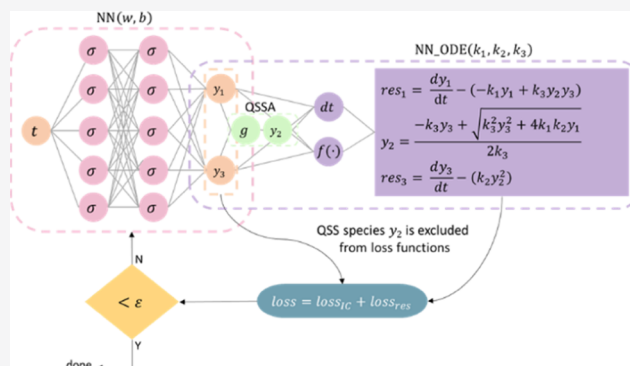 NN(w, b)
NN_ODE(k₁, k₂, k₃)
t
σ
σ
σ
σ
σ
σ
σ
σ
σ
σ
y₁
y₃
QSSA
g
y₂
dt
f(·)
res₁ = dy₁/dt − (−k₁y₁ + k₃y₂y₃)
y₂ = (−k₃y₃ + √(k₃²y₃² + 4k₁k₂y₁))/2k₃
res₃ = dy₃/dt − (k₂y₂²)
QSS species y₂ is excluded
from loss functions
loss = loss_IC + loss_res
< ε
N
Y
done